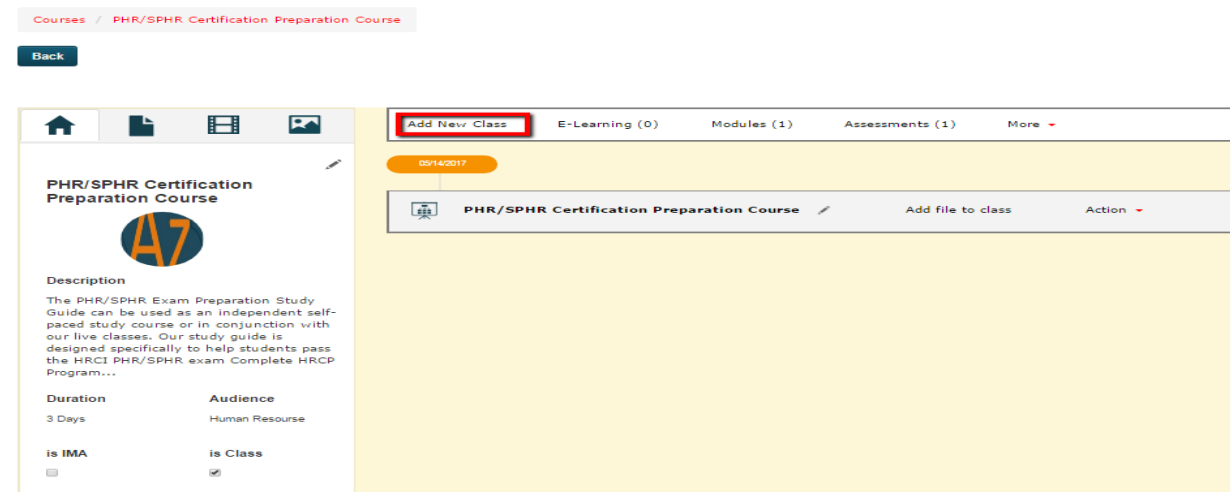 Courses / PHR/SPHR Certification Preparation Course
Back
Add New Class E-Learning (0) Modules (1) Assessments (1) More
05/14/2017
PHR/SPHR Certification Preparation Course Add file to class Action
PHR/SPHR Certification
Preparation Course
A7
Description
The PHR/SPHR Exam Preparation Study
Guide can be used as an independent self-
paced study course or in conjunction with
our live classes. Our study guide is
designed specifically to help students pass
the HRCI PHR/SPHR exam Complete HRCP
Program...
Duration Audience
3 Days Human Resourse
is IMA is Class